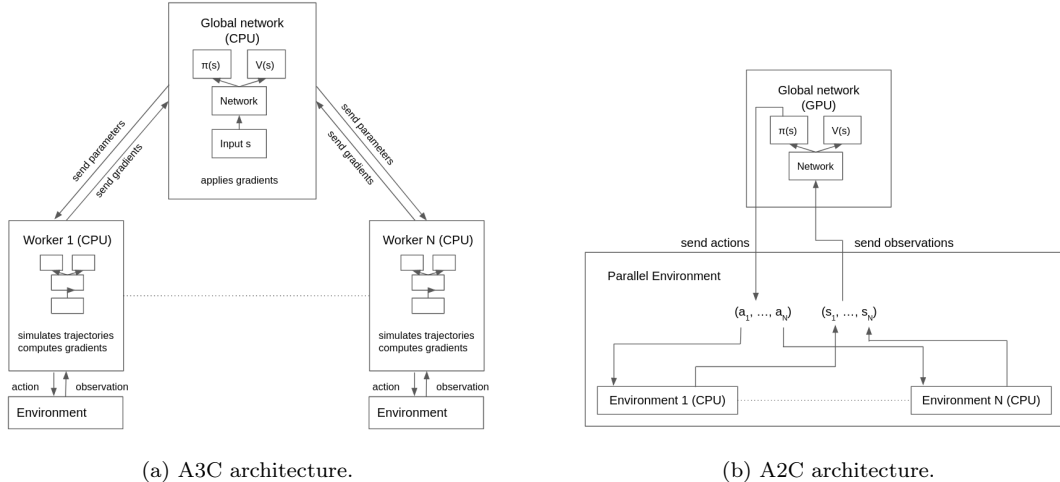 Global network
(CPU)
π(s)
V(s)
Network
Input s
applies gradients
send parameters
send gradients
send parameters
send gradients
Worker 1 (CPU)
simulates trajectories
computes gradients
action
observation
Environment
Worker N (CPU)
simulates trajectories
computes gradients
action
observation
Environment
(a) A3C architecture.
Global network
(GPU)
π(s)
V(s)
Network
send actions
send observations
Parallel Environment
(a₁, ..., a_N)
(s₁, ..., s_N)
Environment 1 (CPU)
Environment N (CPU)
(b) A2C architecture.